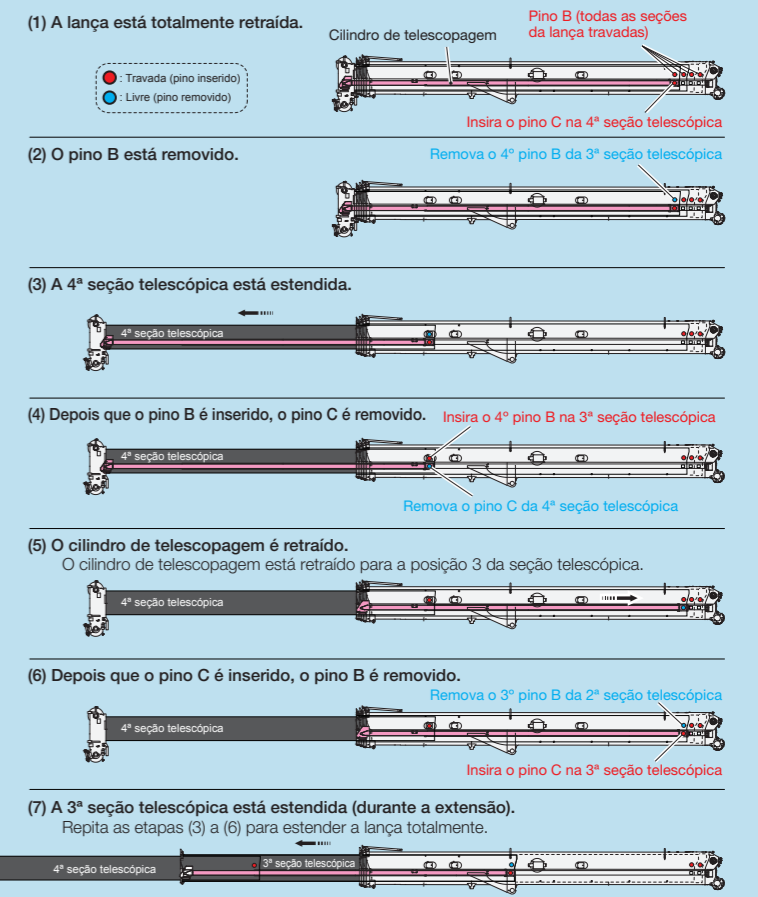 (1) A lança está totalmente retraída.
Cilindro de telescopagem
Pino B (todas as seções
da lança travadas)
: Travada (pino inserido)
: Livre (pino removido)
Insira o pino C na 4ª seção telescópica
(2) O pino B está removido.
Remova o 4º pino B da 3ª seção telescópica
(3) A 4ª seção telescópica está estendida.
4ª seção telescópica
(4) Depois que o pino B é inserido, o pino C é removido.
Insira o 4º pino B na 3ª seção telescópica
4ª seção telescópica
Remova o pino C da 4ª seção telescópica
(5) O cilindro de telescopagem é retraído.
O cilindro de telescopagem está retraído para a posição 3 da seção telescópica.
4ª seção telescópica
(6) Depois que o pino C é inserido, o pino B é removido.
Remova o 3º pino B da 2ª seção telescópica
4ª seção telescópica
Insira o pino C na 3ª seção telescópica
(7) A 3ª seção telescópica está estendida (durante a extensão).
Repita as etapas (3) a (6) para estender a lança totalmente.
4ª seção telescópica
3ª seção telescópica